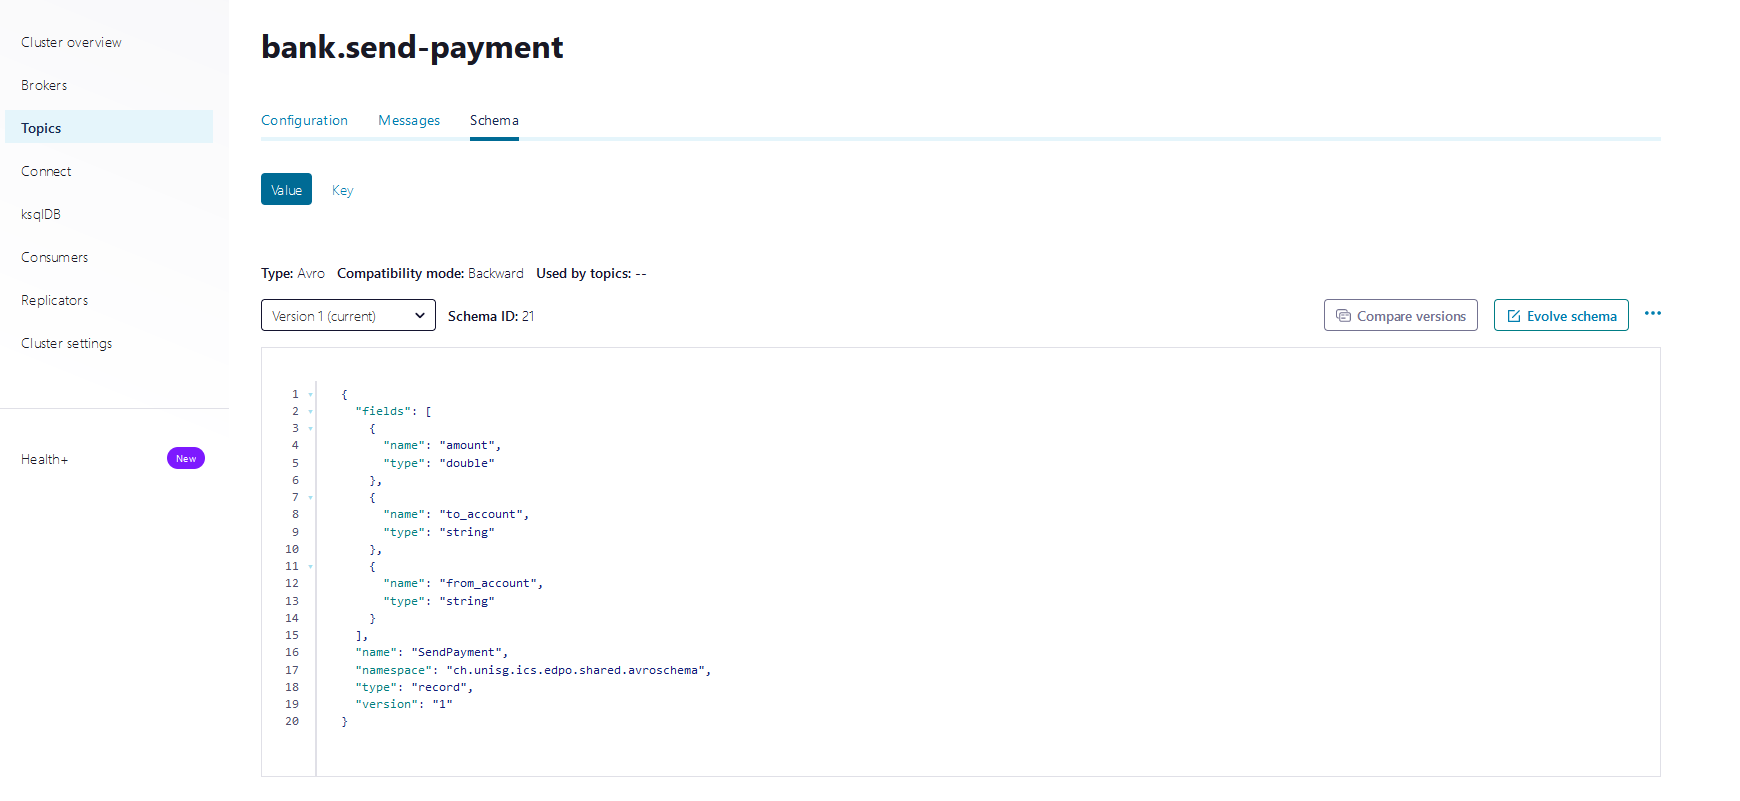 Cluster overview
Brokers
Topics
Connect
ksqlDB
Consumers
Replicators
Cluster settings
Health+ New
bank.send-payment
Configuration Messages Schema
Value Key
Type: Avro Compatibility mode: Backward Used by topics: --
Version 1 (current) Schema ID: 21 Compare versions Evolve schema •••
1 {
2 "fields": [
3 {
4 "name": "amount",
5 "type": "double"
6 },
7 {
8 "name": "to_account",
9 "type": "string"
10 },
11 {
12 "name": "from_account",
13 "type": "string"
14 }
15 ],
16 "name": "SendPayment",
17 "namespace": "ch.unisg.ics.edpo.shared.avroschema",
18 "type": "record",
19 "version": "1"
20 }